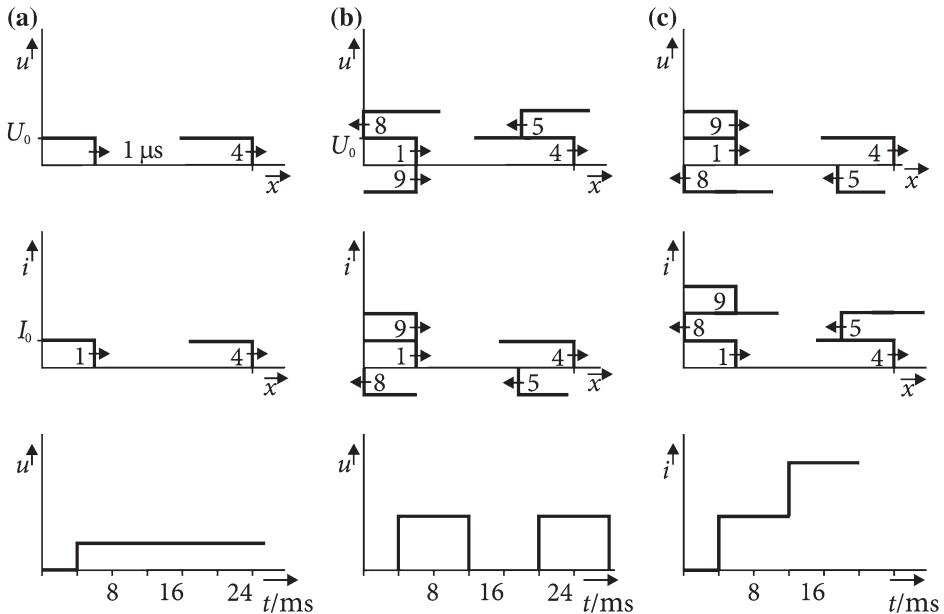 (a) (b) (c)
u u u
8 5 9
U₀ 1 μs 4 U₀ 1 4 1 4
x 9 x 8 5 x
i i i
9
9 8 5
I₀ 1 4 1 4 1 4
x 8 5 x x
u u i
8 16 24 t/ms 8 16 24 t/ms 8 16 t/ms